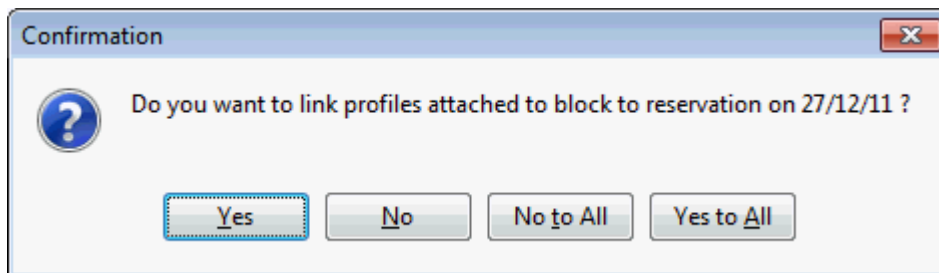 Confirmation
Do you want to link profiles attached to block to reservation on 27/12/11 ?
Yes No No to All Yes to All